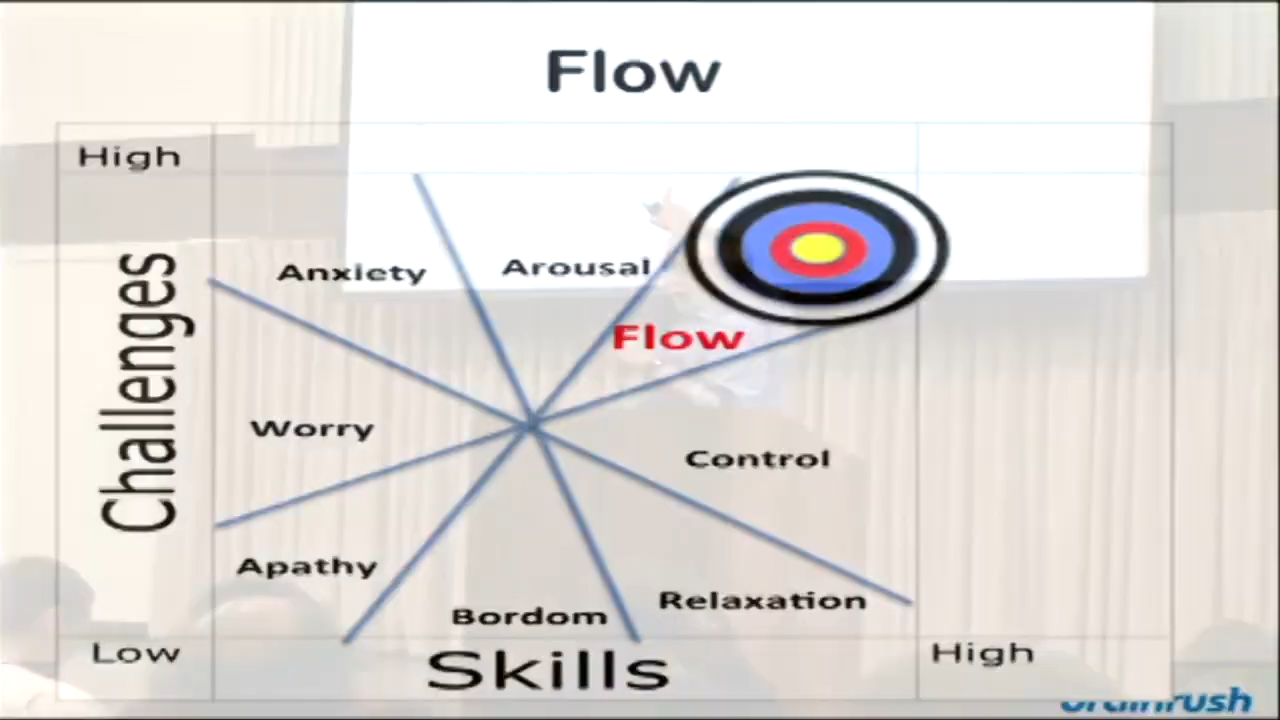 Flow
High
Challenges
Anxiety
Arousal
Flow
Worry
Control
Apathy
Relaxation
Bordom
Low
Skills
High
brainrush